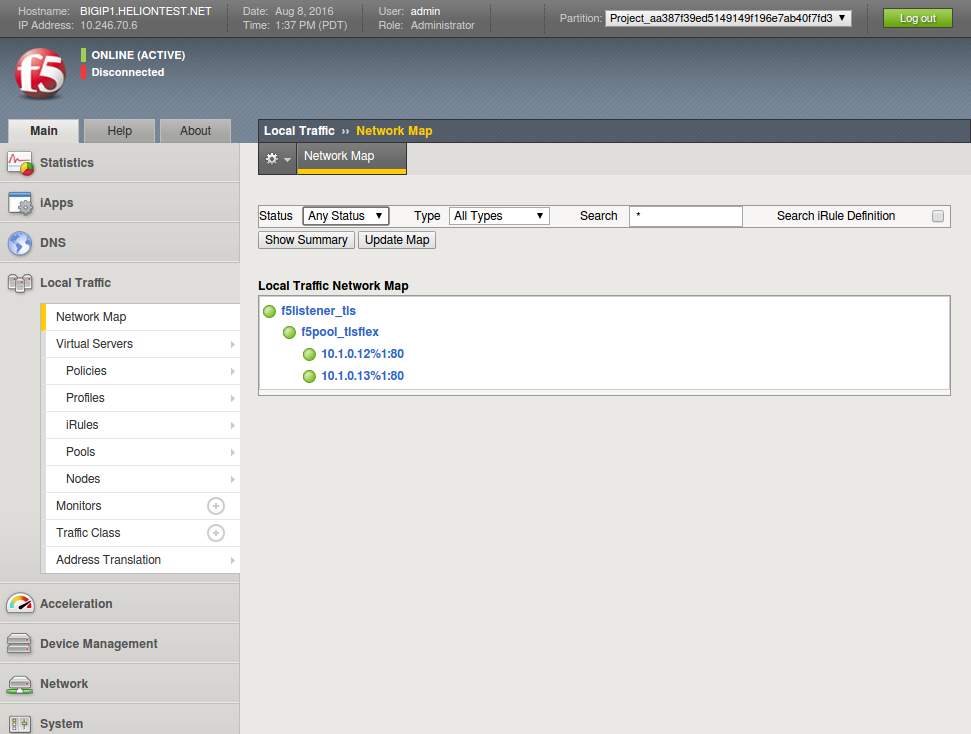 Hostname: BIGIP1.HELIONTEST.NET Date: Aug 8, 2016 User: admin
IP Address: 10.246.70.6 Time: 1:37 PM (PDT) Role: Administrator
Partition: Project_aa387f39ed5149149f196e7ab40f7fd3 Log out
f5
ONLINE (ACTIVE)
Disconnected
Main Help About
Local Traffic ›› Network Map
Network Map
Statistics
iApps
DNS
Local Traffic
Network Map
Virtual Servers
Policies
Profiles
iRules
Pools
Nodes
Monitors
Traffic Class
Address Translation
Acceleration
Device Management
Network
System
Status Any Status Type All Types Search * Search iRule Definition
Show Summary Update Map
Local Traffic Network Map
f5listener_tls
f5pool_tlsflex
10.1.0.12%1:80
10.1.0.13%1:80